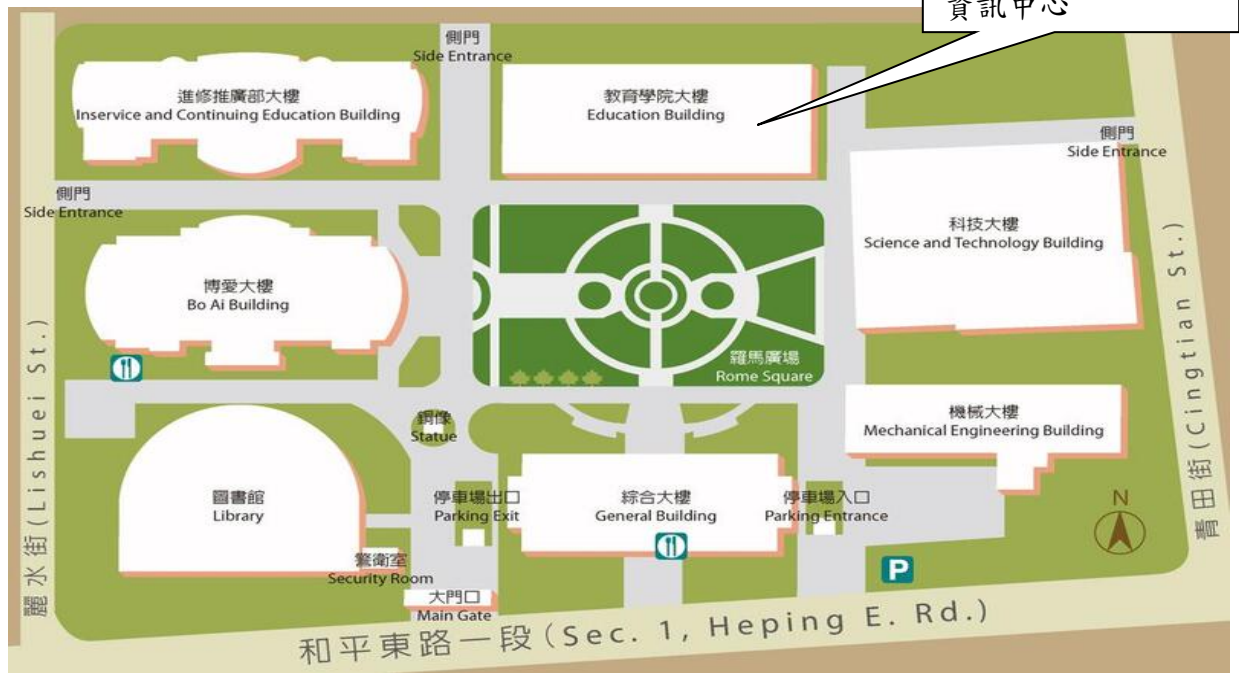 資訊中心
側門
Side Entrance
進修推廣部大樓
Inservice and Continuing Education Building
教育學院大樓
Education Building
側門
Side Entrance
側門
Side Entrance
科技大樓
Science and Technology Building
博愛大樓
Bo Ai Building
羅馬廣場
Rome Square
銅像
Statue
機械大樓
Mechanical Engineering Building
圖書館
Library
停車場出口
Parking Exit
綜合大樓
General Building
停車場入口
Parking Entrance
N
警衛室
Security Room
P
大門口
Main Gate
麗水街(Lishuei St.)
青田街(Cingtian St.)
和平東路一段(Sec. 1, Heping E. Rd.)